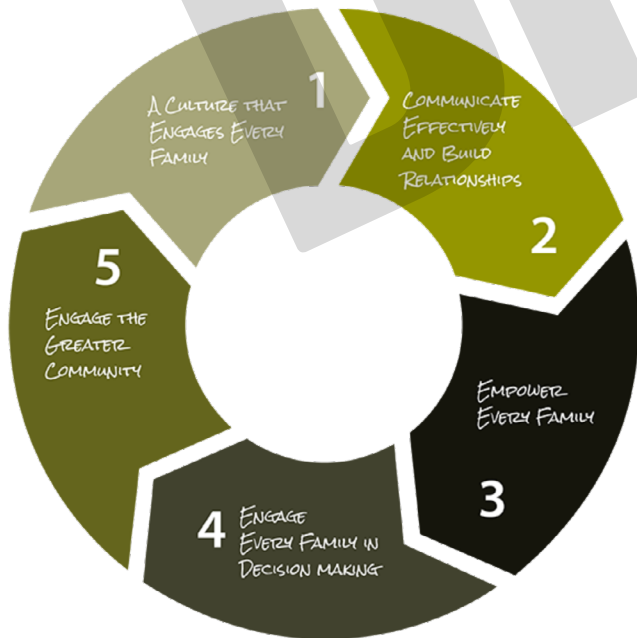 1
A Culture that
Engages Every
Family
Communicate
Effectively
and Build
Relationships
2
Empower
Every Family
3
4
Engage
Every Family in
Decision making
5
Engage the
Greater
Community